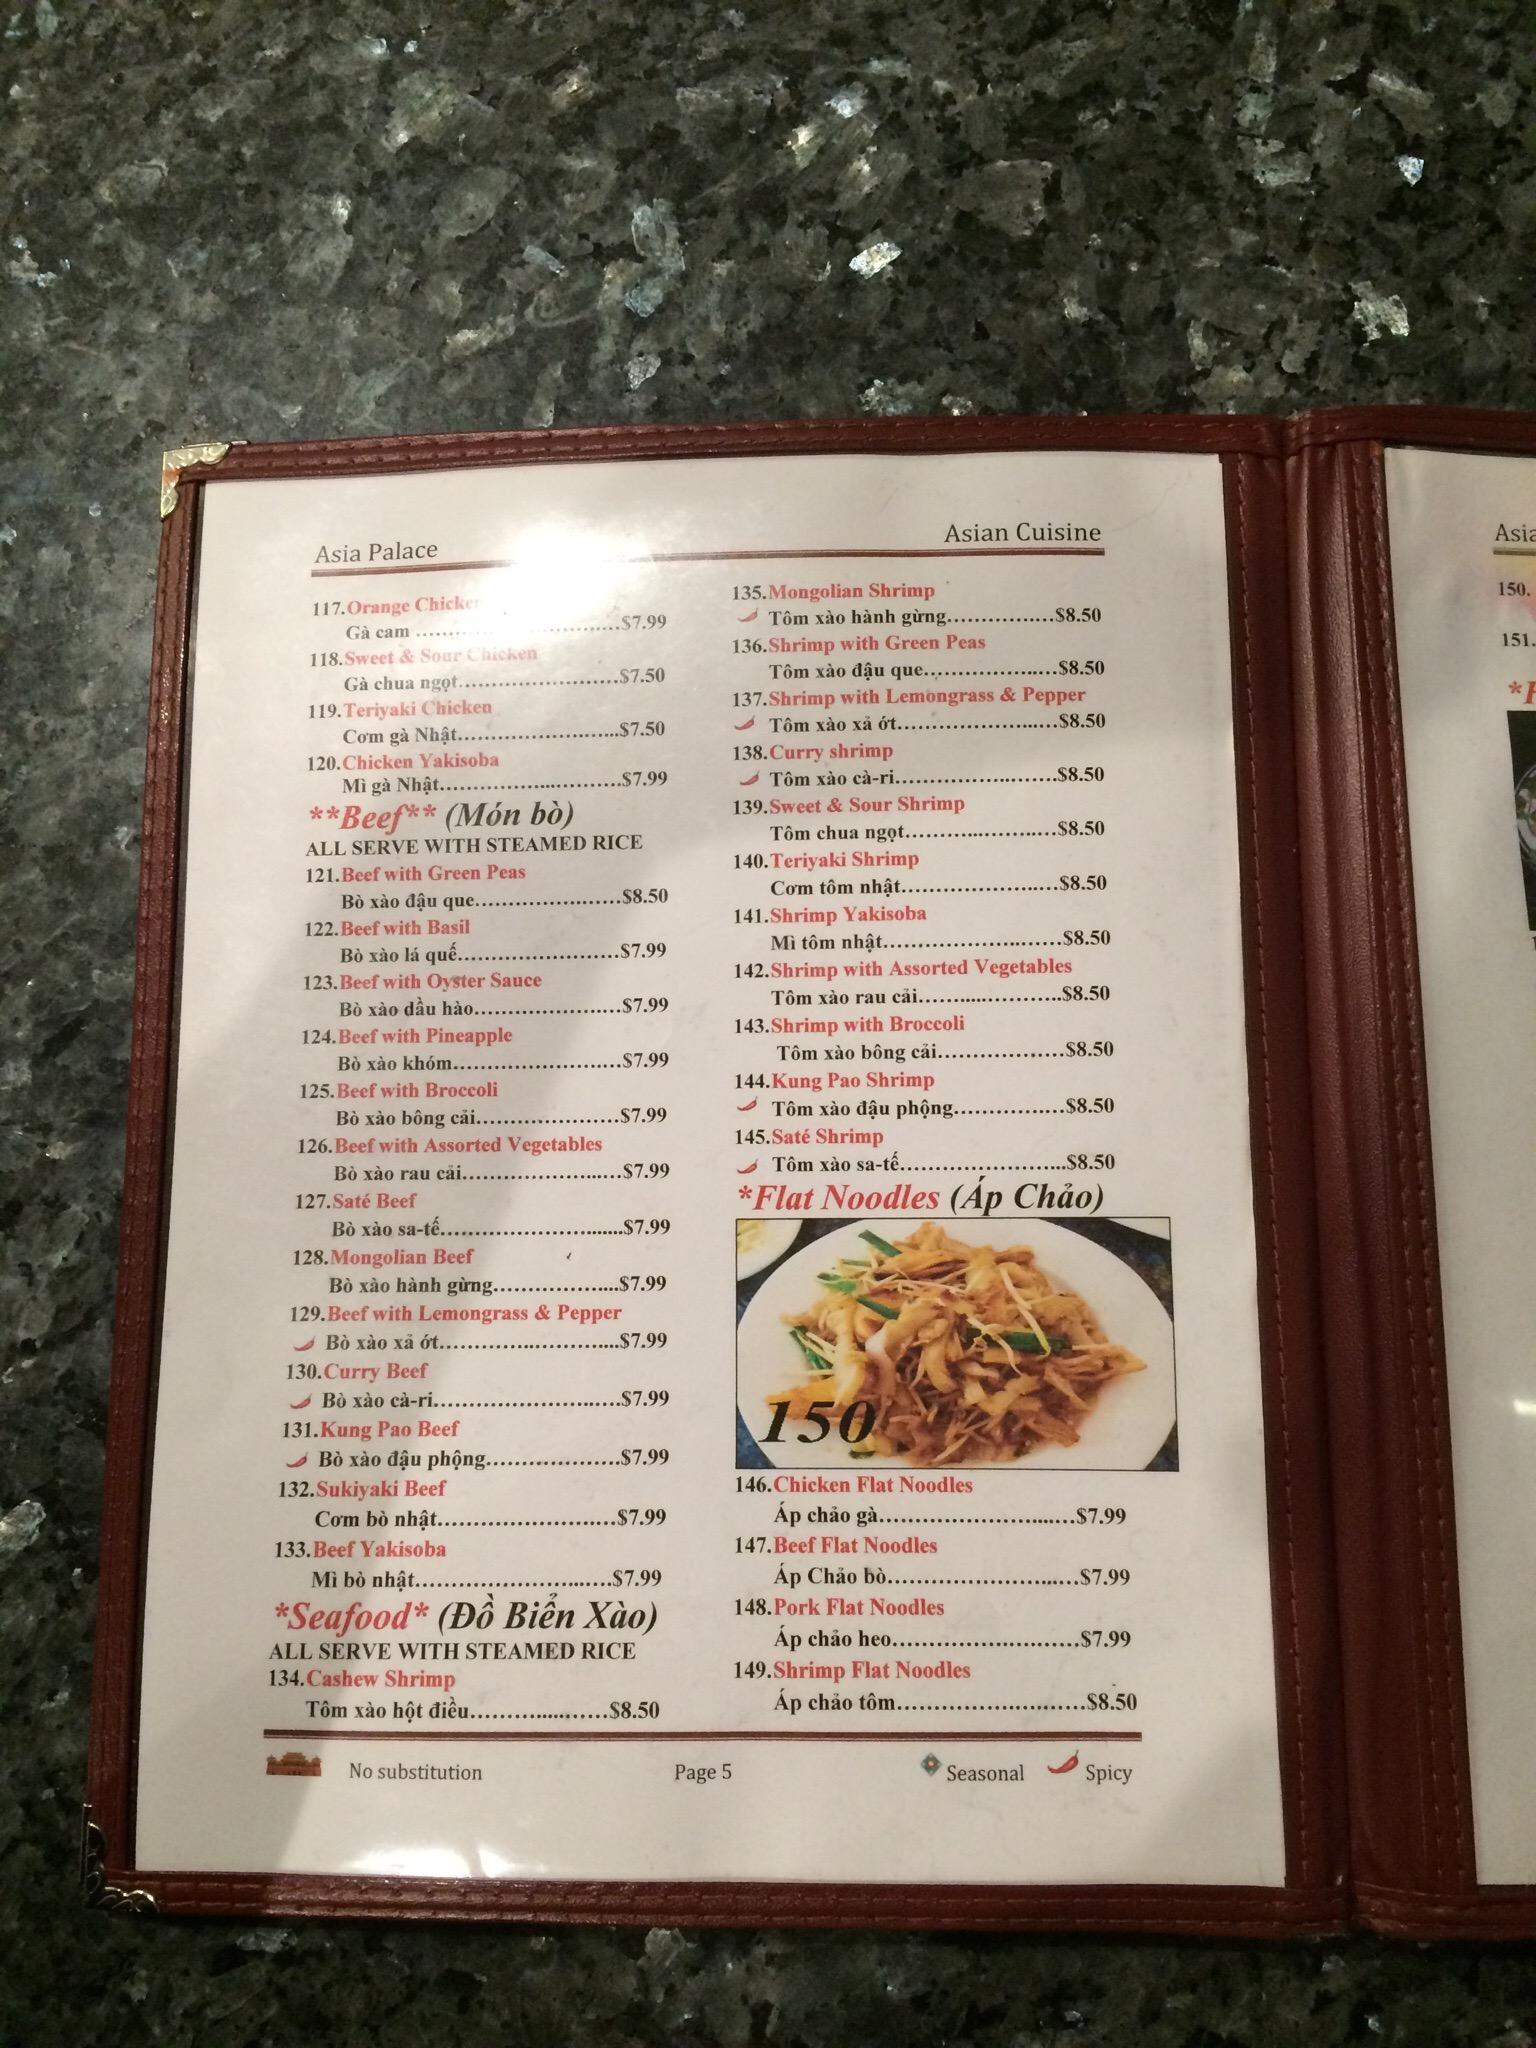 Asia Palace
Asian Cuisine
117.Orange Chicken
Gà cam ..............................$7.99
118.Sweet & Sour Chicken
Gà chua ngọt..............................$7.50
119.Teriyaki Chicken
Cơm gà Nhật..............................$7.50
120.Chicken Yakisoba
Mì gà Nhật..............................$7.99
**Beef** (Món bò)
ALL SERVE WITH STEAMED RICE
121.Beef with Green Peas
Bò xào đậu que..............................$8.50
122.Beef with Basil
Bò xào lá quế..............................$7.99
123.Beef with Oyster Sauce
Bò xào dầu hào..............................$7.99
124.Beef with Pineapple
Bò xào khóm..............................$7.99
125.Beef with Broccoli
Bò xào bông cải..............................$7.99
126.Beef with Assorted Vegetables
Bò xào rau cải..............................$7.99
127.Saté Beef
Bò xào sa-tế..............................$7.99
128.Mongolian Beef
Bò xào hành gừng..............................$7.99
129.Beef with Lemongrass & Pepper
Bò xào xả ớt..............................$7.99
130.Curry Beef
Bò xào cà-ri..............................$7.99
131.Kung Pao Beef
Bò xào đậu phộng..............................$7.99
132.Sukiyaki Beef
Cơm bò nhật..............................$7.99
133.Beef Yakisoba
Mì bò nhật..............................$7.99
*Seafood* (Đồ Biển Xào)
ALL SERVE WITH STEAMED RICE
134.Cashew Shrimp
Tôm xào hột điều..............................$8.50
135.Mongolian Shrimp
Tôm xào hành gừng..............................$8.50
136.Shrimp with Green Peas
Tôm xào đậu que..............................$8.50
137.Shrimp with Lemongrass & Pepper
Tôm xào xả ớt..............................$8.50
138.Curry shrimp
Tôm xào cà-ri..............................$8.50
139.Sweet & Sour Shrimp
Tôm chua ngọt..............................$8.50
140.Teriyaki Shrimp
Cơm tôm nhật..............................$8.50
141.Shrimp Yakisoba
Mì tôm nhật..............................$8.50
142.Shrimp with Assorted Vegetables
Tôm xào rau cải..............................$8.50
143.Shrimp with Broccoli
Tôm xào bông cải..............................$8.50
144.Kung Pao Shrimp
Tôm xào đậu phộng..............................$8.50
145.Saté Shrimp
Tôm xào sa-tế..............................$8.50
*Flat Noodles (Áp Chảo)
150
146.Chicken Flat Noodles
Áp chảo gà..............................$7.99
147.Beef Flat Noodles
Áp Chảo bò..............................$7.99
148.Pork Flat Noodles
Áp chảo heo..............................$7.99
149.Shrimp Flat Noodles
Áp chảo tôm..............................$8.50
No substitution
Page 5
Seasonal
Spicy
150.
151.